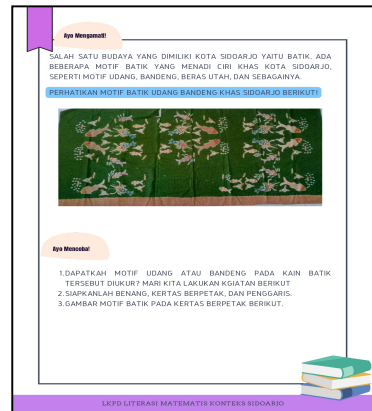 Ayo Mengamati!
SALAH SATU BUDAYA YANG DIMILIKI KOTA SIDOARJO YAITU BATIK. ADA
BEBERAPA MOTIF BATIK YANG MENADI CIRI KHAS KOTA SIDOARJO,
SEPERTI MOTIF UDANG, BANDENG, BERAS UTAH, DAN SEBAGAINYA.
PERHATIKAN MOTIF BATIK UDANG BANDENG KHAS SIDOARJO BERIKUT!
Ayo Mencoba!
1.DAPATKAH MOTIF UDANG ATAU BANDENG PADA KAIN BATIK
TERSEBUT DIUKUR? MARI KITA LAKUKAN KGIATAN BERIKUT
2.SIAPKANLAH BENANG, KERTAS BERPETAK, DAN PENGGARIS.
3.GAMBAR MOTIF BATIK PADA KERTAS BERPETAK BERIKUT.
LKPD LITERASI MATEMATIS KONTEKS SIDOARJO